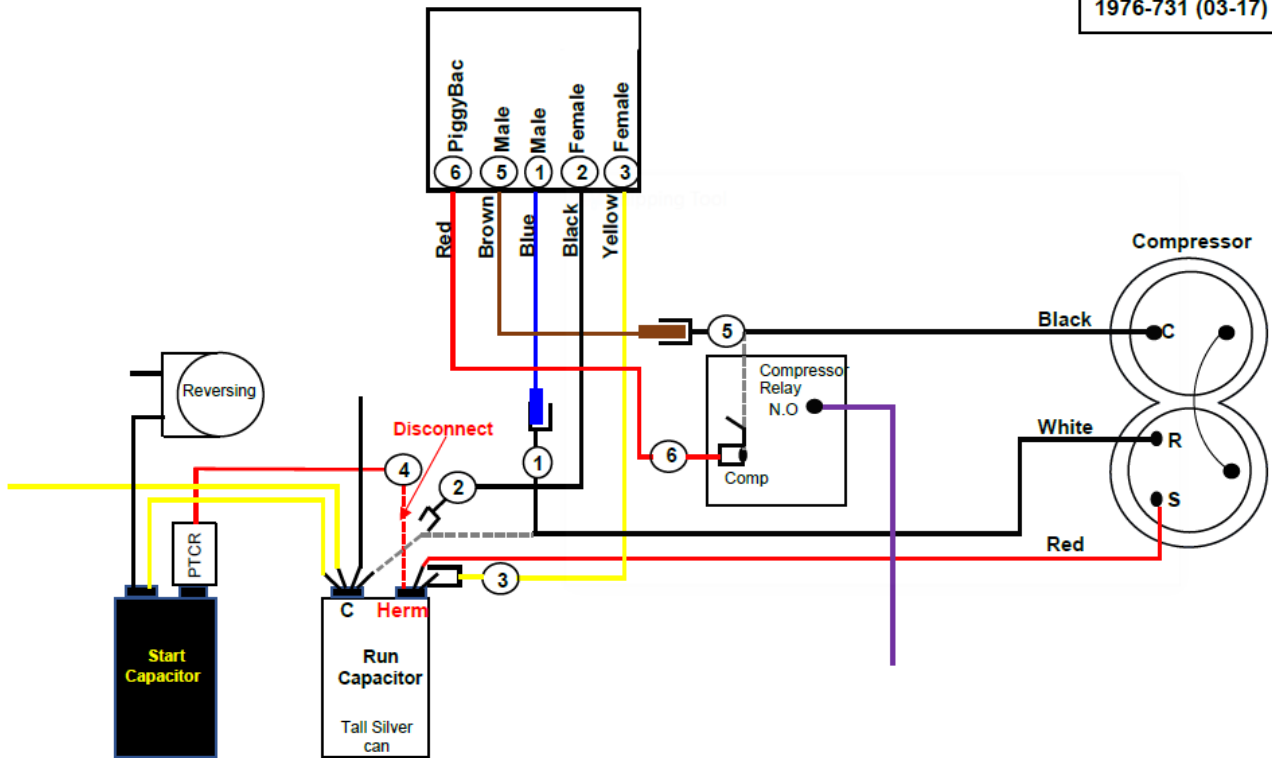 1976-731 (03-17)
PiggyBac
Male
Male
Female
Female
6
5
1
2
3
Red
Brown
Blue
Black
Yellow
Compressor
Black
5
C
Compressor
Relay
N.O
Reversing
Disconnect
White
R
4
1
6
2
Comp
S
PTCR
Red
3
C
Herm
Start
Capacitor
Run
Capacitor
Tall Silver
can